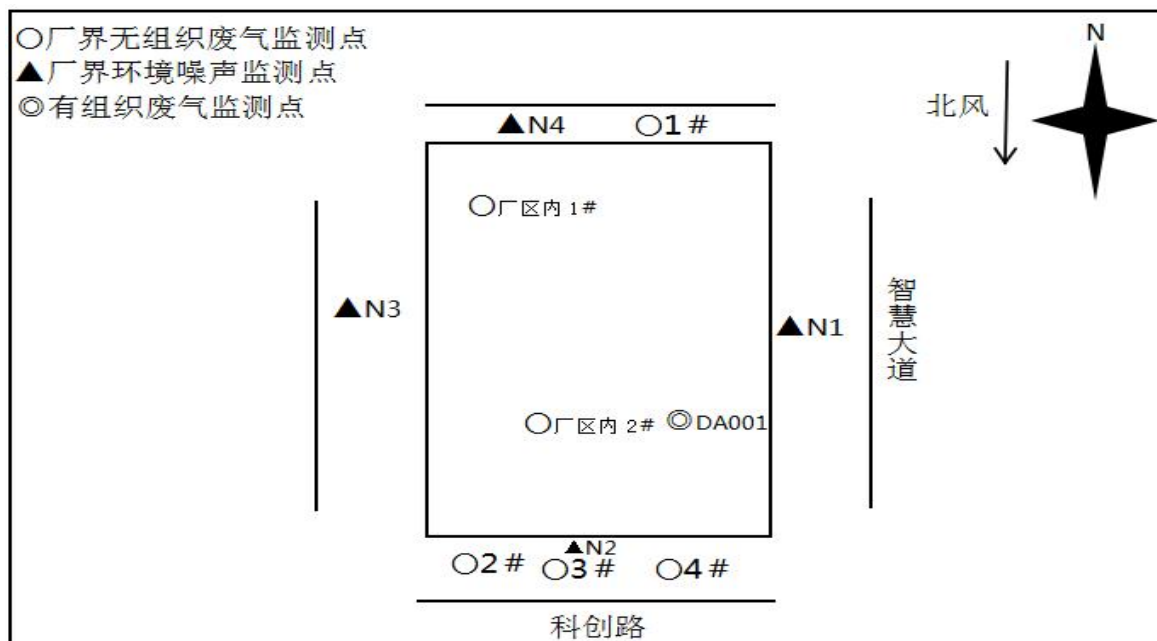 ○厂界无组织废气监测点
▲厂界环境噪声监测点
◎有组织废气监测点
N
北风
▲N4
○1#
○厂区内 1#
▲N3
▲N1
智慧大道
○厂区内 2#
◎DA001
▲N2
○2#
○3#
○4#
科创路